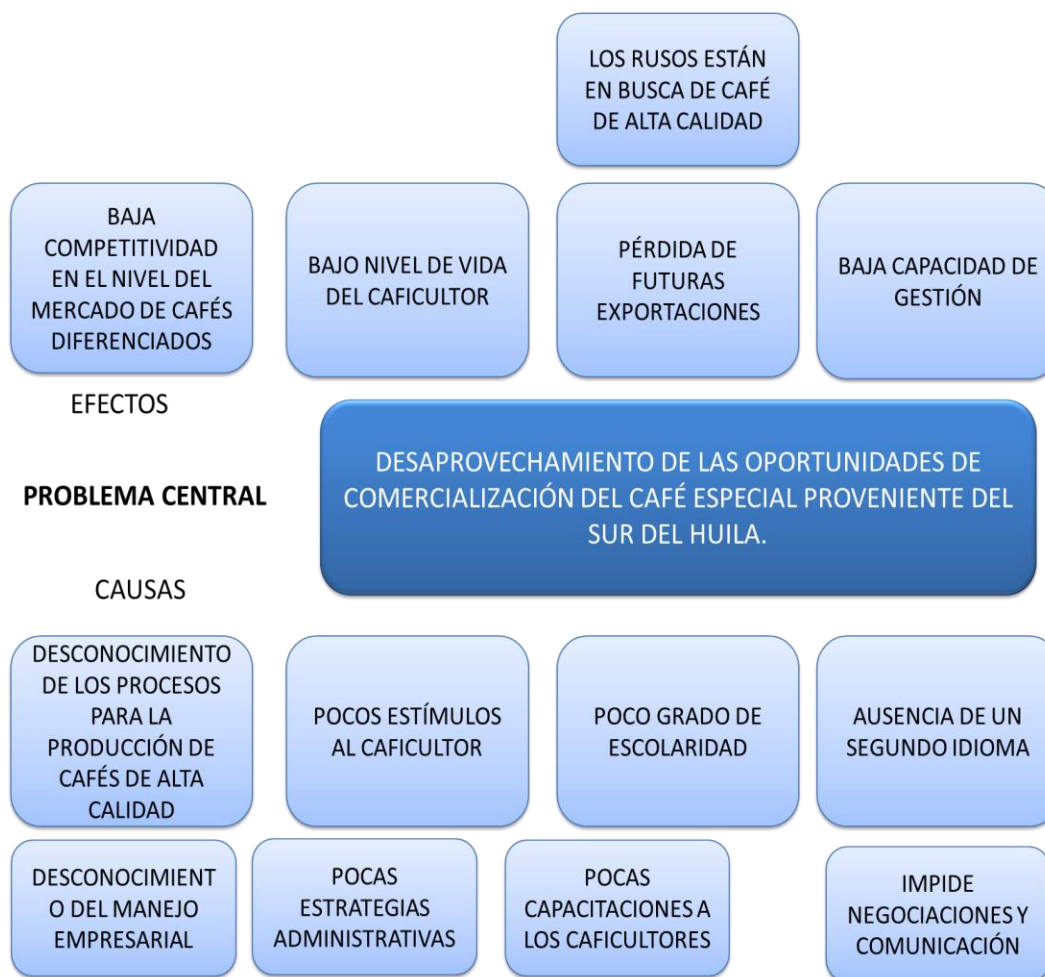 LOS RUSOS ESTÁN
EN BUSCA DE CAFÉ
DE ALTA CALIDAD
BAJA
COMPETITIVIDAD
EN EL NIVEL DEL
MERCADO DE CAFÉS
DIFERENCIADOS
BAJO NIVEL DE VIDA
DEL CAFICULTOR
PÉRDIDA DE
FUTURAS
EXPORTACIONES
BAJA CAPACIDAD DE
GESTIÓN
EFECTOS
PROBLEMA CENTRAL
DESAPROVECHAMIENTO DE LAS OPORTUNIDADES DE
COMERCIALIZACIÓN DEL CAFÉ ESPECIAL PROVENIENTE DEL
SUR DEL HUILA.
CAUSAS
DESCONOCIMIENTO
DE LOS PROCESOS
PARA LA
PRODUCCIÓN DE
CAFÉS DE ALTA
CALIDAD
POCOS ESTÍMULOS
AL CAFICULTOR
POCO GRADO DE
ESCOLARIDAD
AUSENCIA DE UN
SEGUNDO IDIOMA
DESCONOCIMIENT
O DEL MANEJO
EMPRESARIAL
POCAS
ESTRATEGIAS
ADMINISTRATIVAS
POCAS
CAPACITACIONES A
LOS CAFICULTORES
IMPIDE
NEGOCIACIONES Y
COMUNICACIÓN